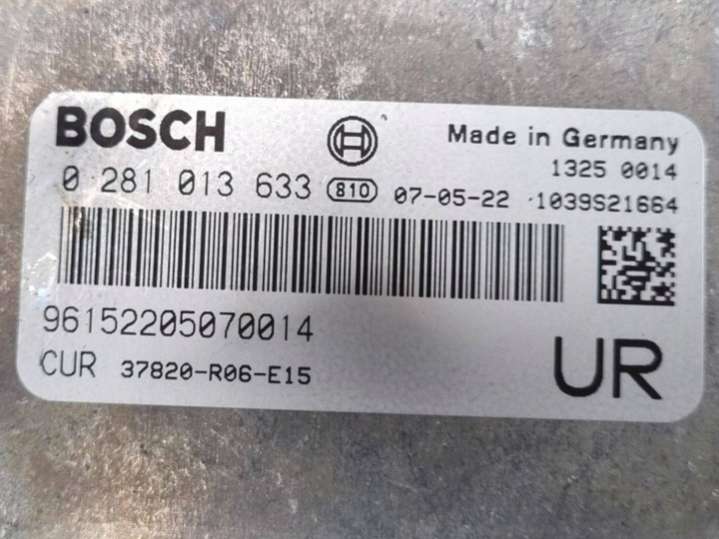 BOSCH
Made in Germany
1325 0014
0 281 013 633 810 07-05-22 1039S21664
96152205070014
CUR 37820-R06-E15
UR